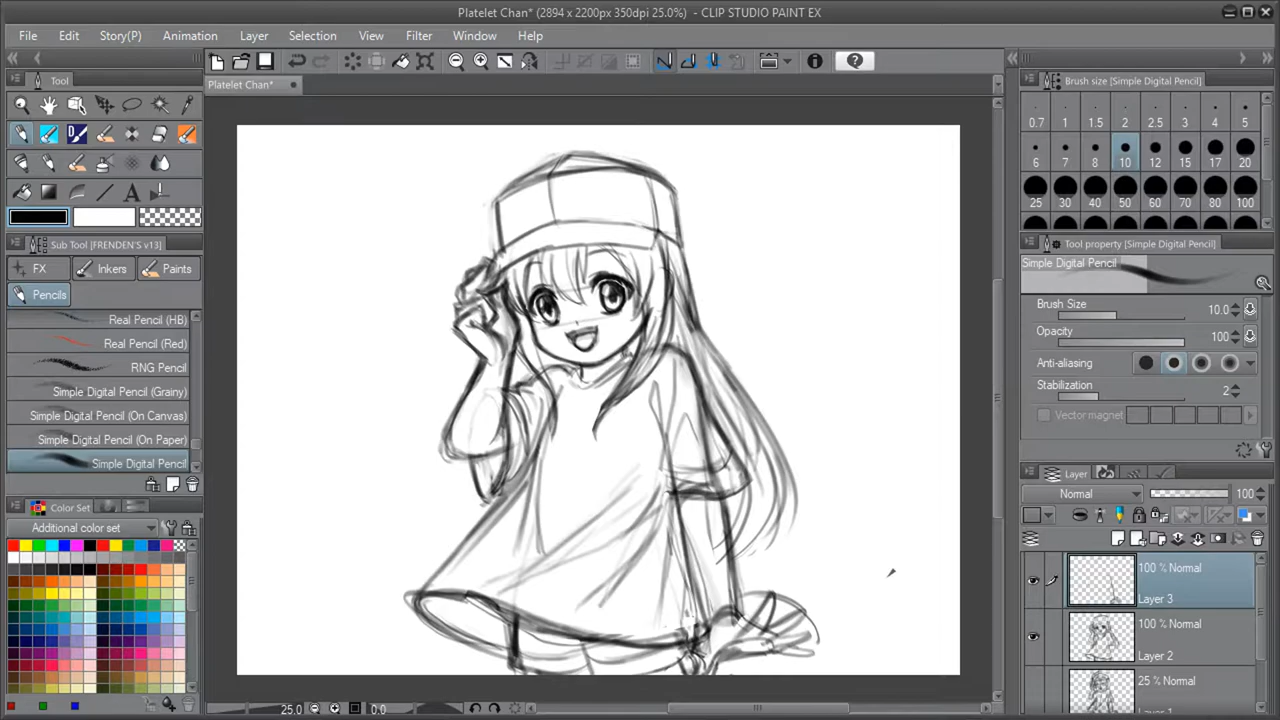 Platelet Chan* (2894 x 2200px 350dpi 25.0%) - CLIP STUDIO PAINT EX
File Edit Story(P) Animation Layer Selection View Filter Window Help
Tool
Platelet Chan*
Brush size [Simple Digital Pencil]
0.7 1 1.5 2 2.5 3 4 5
6 7 8 10 12 15 17 20
25 30 40 50 60 70 80 100
Sub Tool [FRENDEN's v13]
FX Inkers Paints
Pencils
Real Pencil (HB)
Real Pencil (Red)
RNG Pencil
Simple Digital Pencil (Grainy)
Simple Digital Pencil (On Canvas)
Simple Digital Pencil (On Paper)
Simple Digital Pencil
Tool property [Simple Digital Pencil]
Simple Digital Pencil
Brush Size 10.0
Opacity 100
Anti-aliasing
Stabilization 2
Vector magnet
Layer
Normal 100
100 % Normal
Layer 3
100 % Normal
Layer 2
25 % Normal
Layer 1
Color Set
Additional color set
25.0 0.0